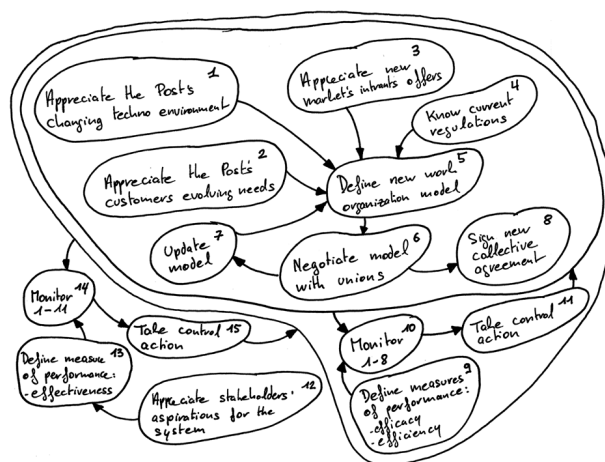 1
Appreciate the Post's
changing techno environment
3
Appreciate new
market's intrants offers
4
Know current
regulations
2
Appreciate the Post's
customers evolving needs
5
Define new work
organization model
7
Update
model
6
Negotiate model
with unions
8
Sign new
collective
agreement
14
Monitor
1-11
Take control 15
action
10
Monitor
1-8
11
Take control
action
13
Define measure
of performance:
-effectiveness
12
Appreciate stakeholders'
aspirations for the
system
9
Define measures
of performance:
-efficacy
-efficiency